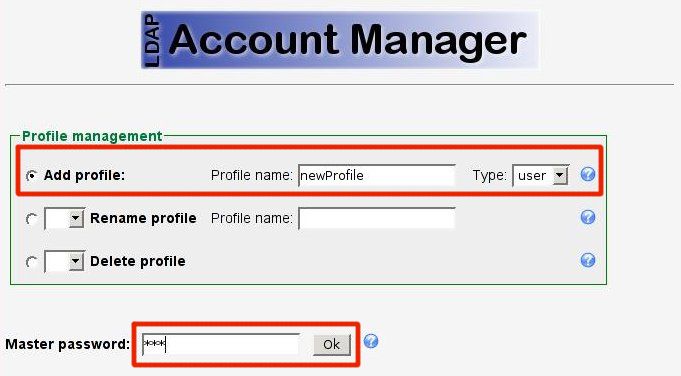 LDAP
Account Manager
Profile management
Add profile: Profile name: newProfile Type: user
Rename profile Profile name:
Delete profile
Master password: *** Ok